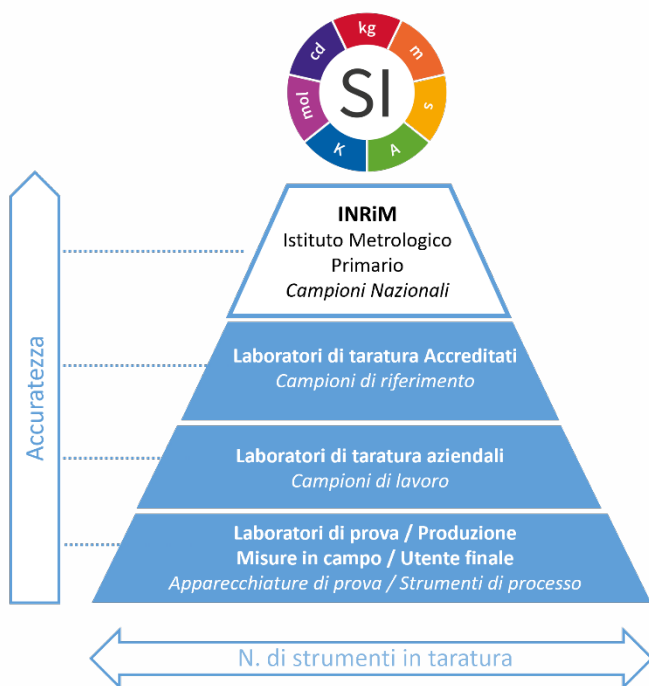 kg
cd
m
mol
SI
s
K
A
INRiM
Istituto Metrologico
Primario
Campioni Nazionali
Laboratori di taratura Accreditati
Campioni di riferimento
Laboratori di taratura aziendali
Campioni di lavoro
Laboratori di prova / Produzione
Misure in campo / Utente finale
Apparecchiature di prova / Strumenti di processo
Accuratezza
N. di strumenti in taratura